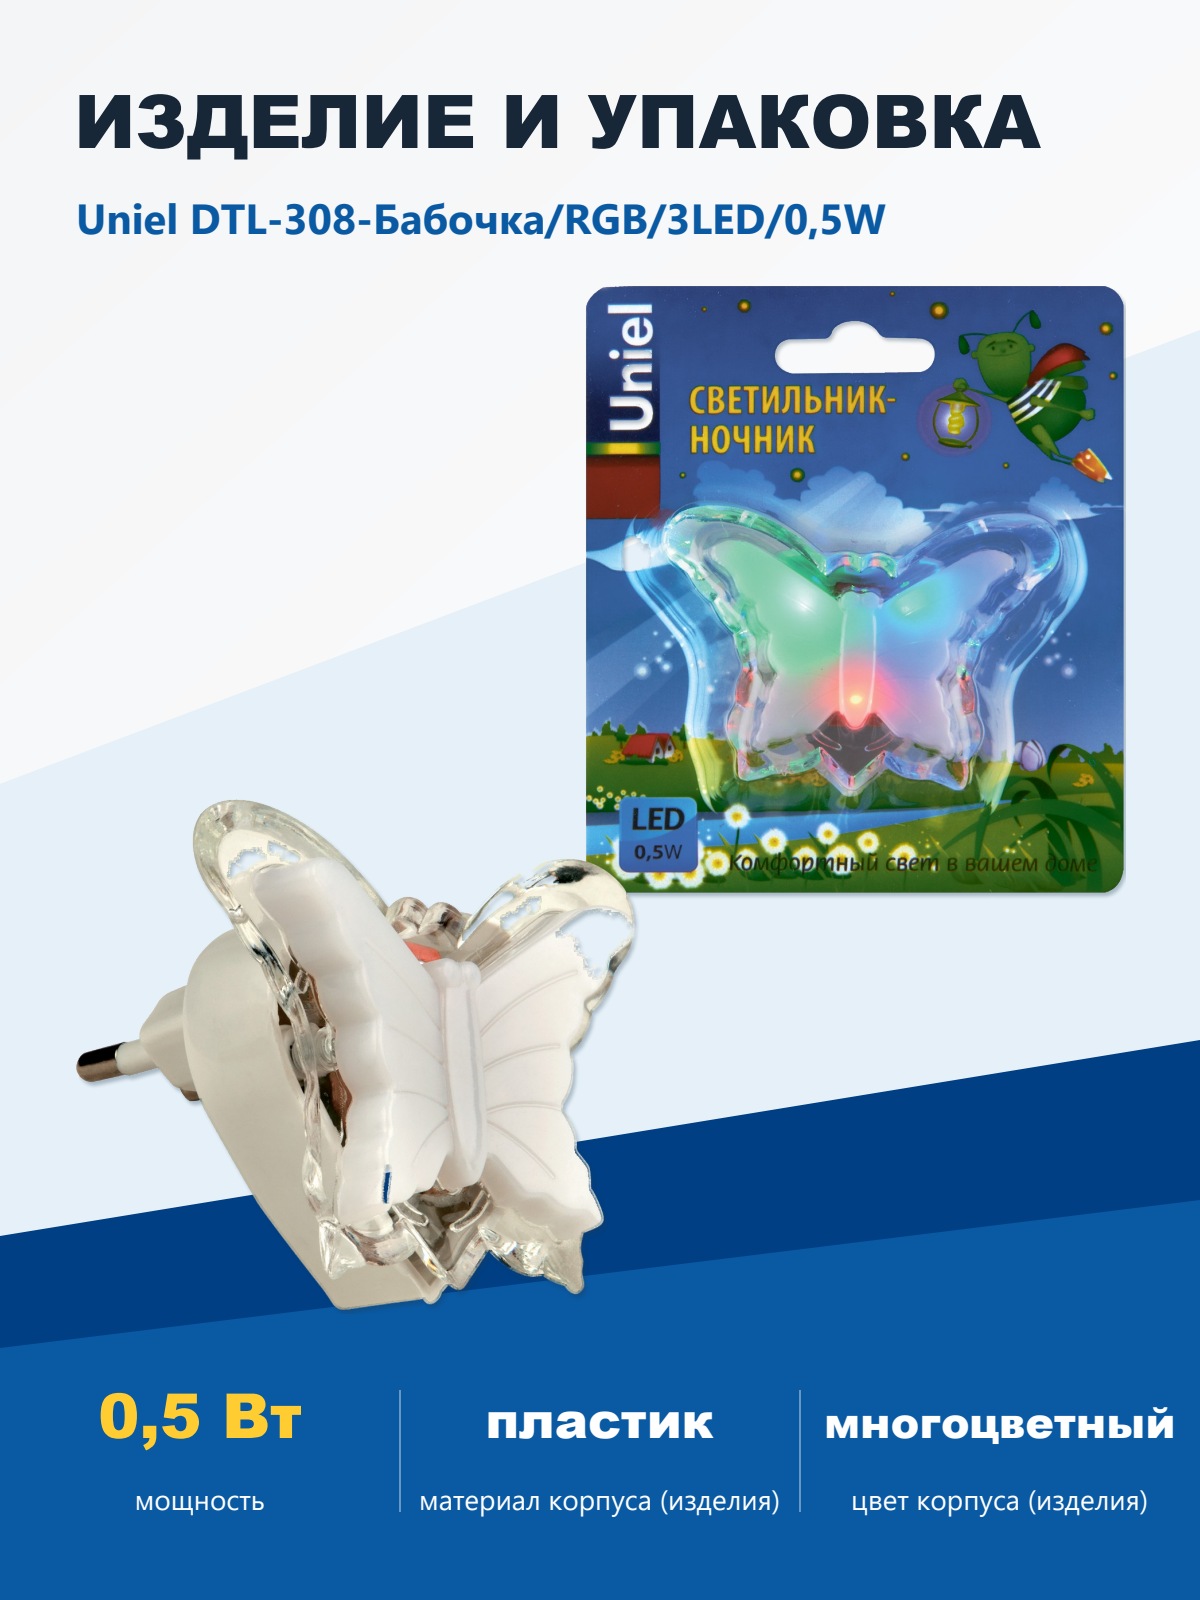 ИЗДЕЛИЕ И УПАКОВКА
Uniel DTL-308-Бабочка/RGB/3LED/0,5W
Uniel
СВЕТИЛЬНИК-
НОЧНИК
LED
0,5W
Комфортный свет в вашем доме
0,5 Вт
мощность
пластик
материал корпуса (изделия)
многоцветный
цвет корпуса (изделия)